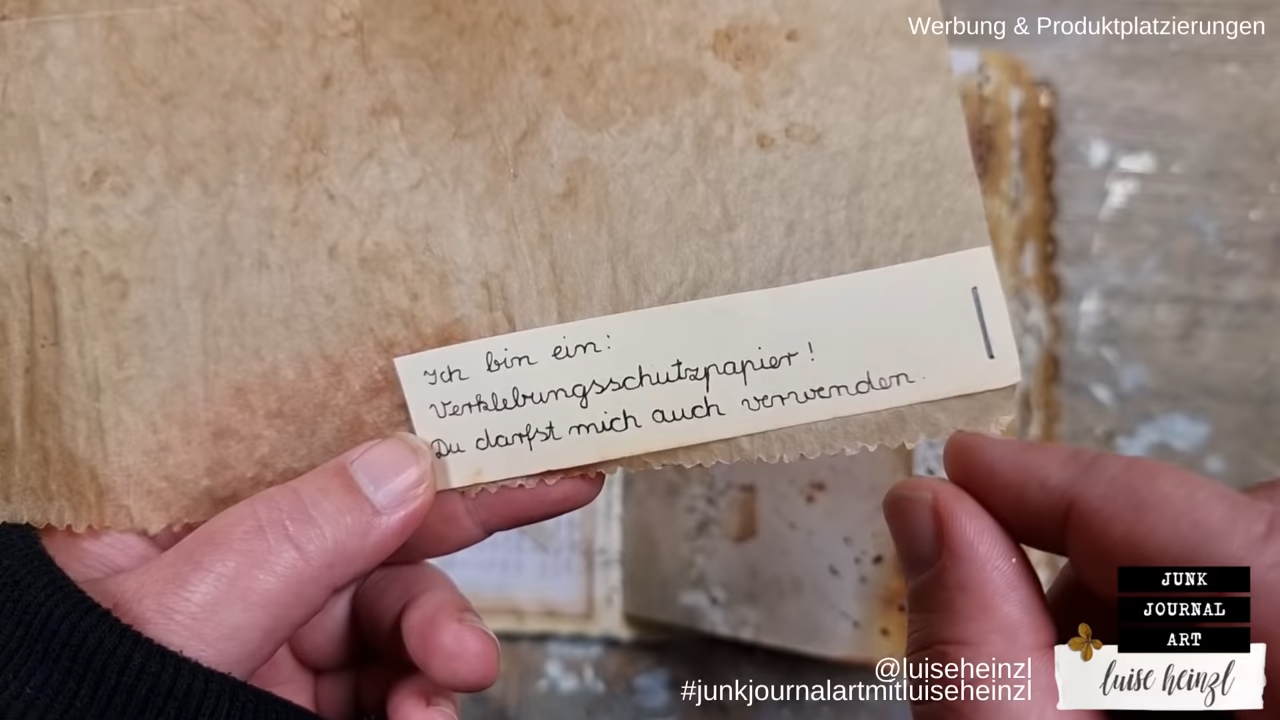 Werbung & Produktplatzierungen
Ich bin ein:
Verklebungsschutzpapier!
Du darfst mich auch verwenden.
@luiseheinzl
#junkjournalartmitluiseheinzl
JUNK
JOURNAL
ART
luise heinzl